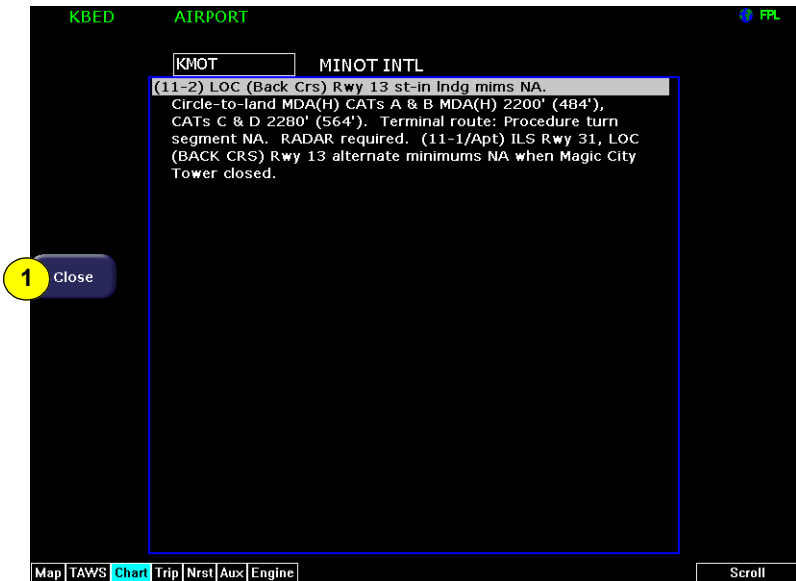 KBED AIRPORT FPL
KMOT MINOT INTL
(11-2) LOC (Back Crs) Rwy 13 st-in lndg mims NA.
Circle-to-land MDA(H) CATs A & B MDA(H) 2200' (484'),
CATs C & D 2280' (564'). Terminal route: Procedure turn
segment NA. RADAR required. (11-1/Apt) ILS Rwy 31, LOC
(BACK CRS) Rwy 13 alternate minimums NA when Magic City
Tower closed.
1 Close
Map TAWS Chart Trip Nrst Aux Engine Scroll